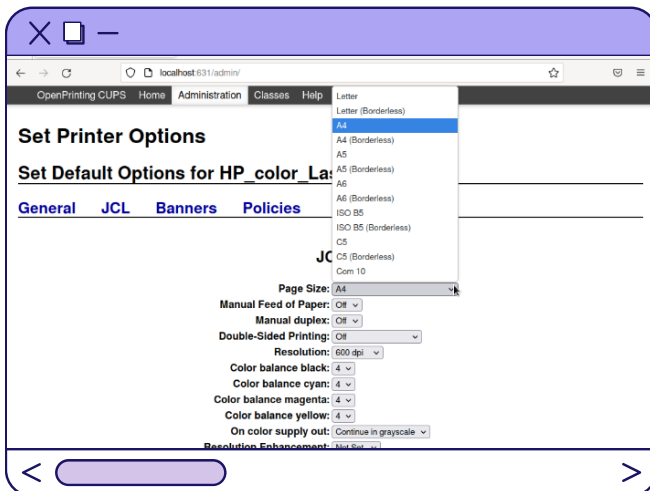 localhost:631/admin/
OpenPrinting CUPS Home Administration Classes Help
Set Printer Options
Set Default Options for HP_color_Las
General JCL Banners Policies
JC
Letter
Letter (Borderless)
A4
A4 (Borderless)
A5
A5 (Borderless)
A6
A6 (Borderless)
ISO B5
ISO B5 (Borderless)
C5
C5 (Borderless)
Com 10
Page Size: A4
Manual Feed of Paper: Off
Manual duplex: Off
Double-Sided Printing: Off
Resolution: 600 dpi
Color balance black: 4
Color balance cyan: 4
Color balance magenta: 4
Color balance yellow: 4
On color supply out: Continue in grayscale
Resolution Enhancement: Not Set